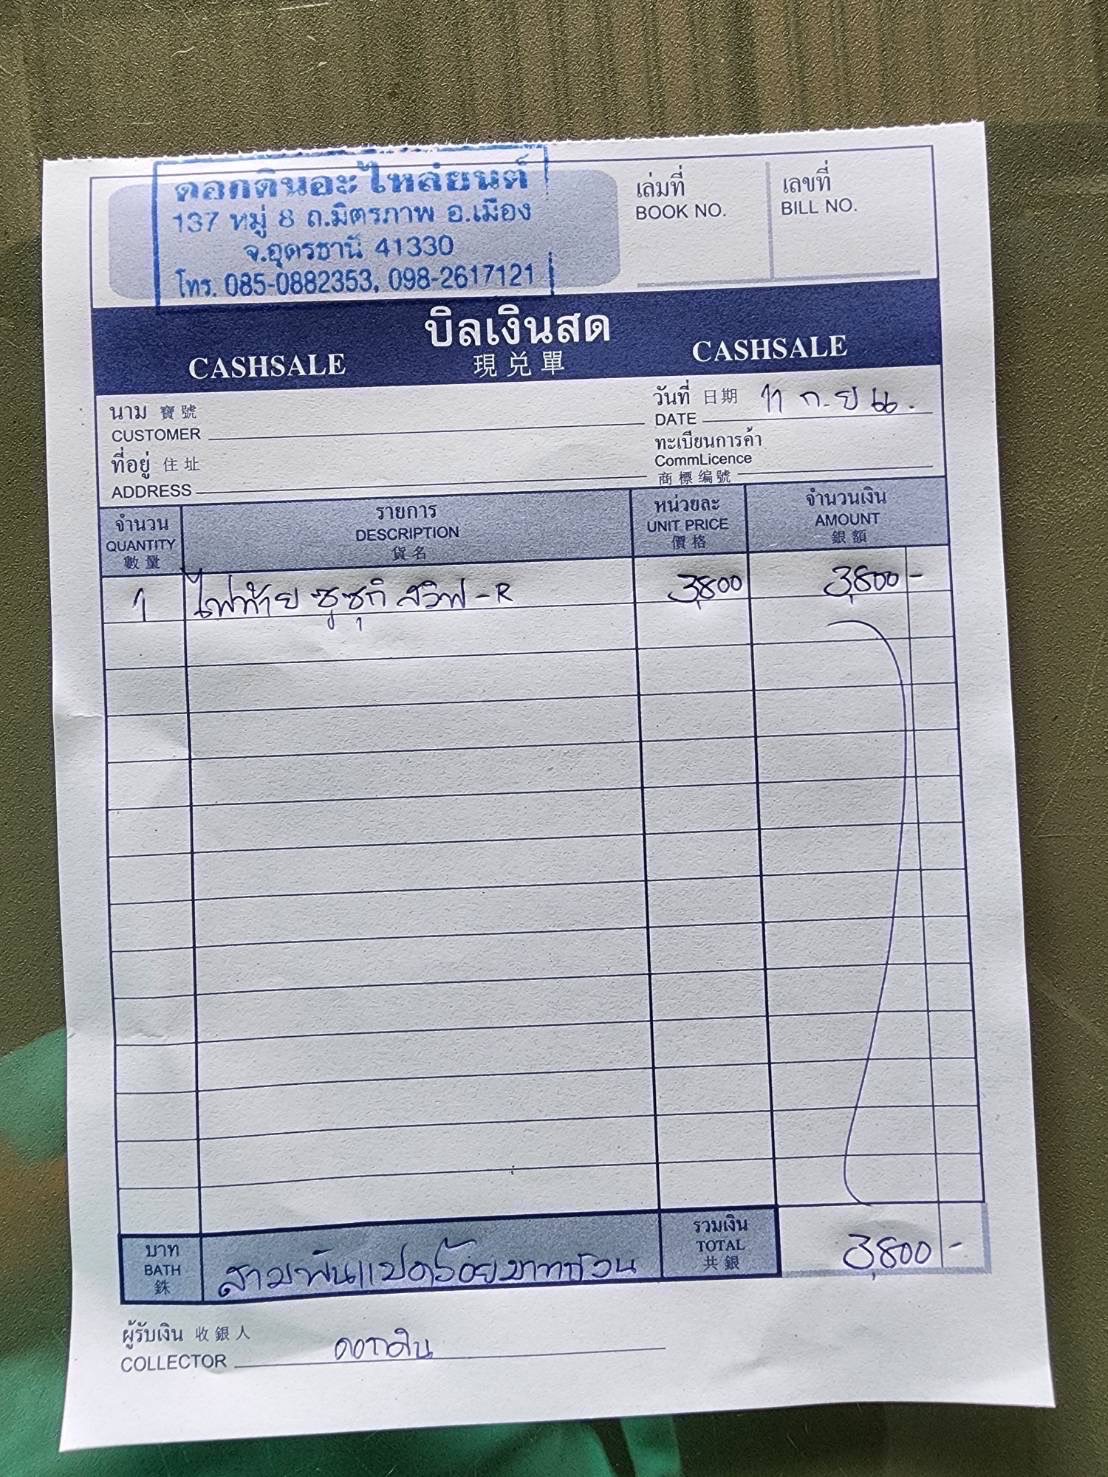 ดอกดินอะไหล่ยนต์
137 หมู่ 8 ถ.มิตรภาพ อ.เมือง
จ.อุดรธานี 41330
โทร. 085-0882353, 098-2617121
เล่มที่
BOOK NO.
เลขที่
BILL NO.
บิลเงินสด
CASHSALE 現兌單 CASHSALE
นาม 寶號
CUSTOMER
วันที่ 日期 11 ก.ย 66.
DATE
ที่อยู่ 住址
ADDRESS
ทะเบียนการค้า
CommLicence
商標編號
จำนวน
QUANTITY
數量
รายการ
DESCRIPTION
貨名
หน่วยละ
UNIT PRICE
價格
จำนวนเงิน
AMOUNT
銀額
1 ไฟท้าย ซูซุกิ สวิฟ-R 3,800 3,800 -
บาท
BATH
銖
สามพันแปดร้อยบาทถ้วน
รวมเงิน
TOTAL
共銀
3,800 -
ผู้รับเงิน 收銀人
COLLECTOR ดอกดิน